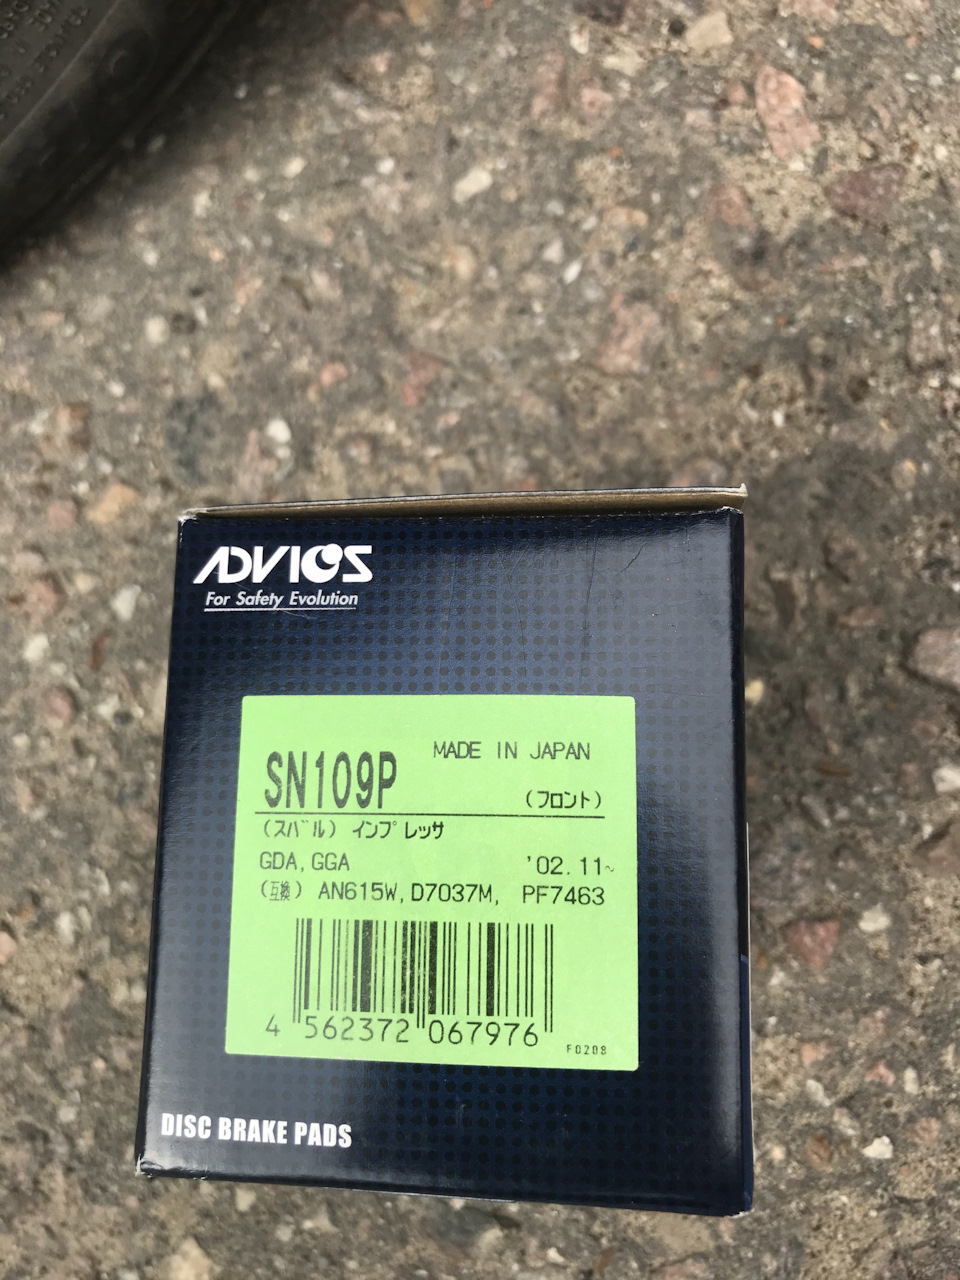 ADVICS
For Safety Evolution
SN109P
MADE IN JAPAN
(フロント)
(スバル) インプレッサ
GDA, GGA '02. 11~
(互換) AN615W, D7037M, PF7463
4 562372 067976
F0208
DISC BRAKE PADS